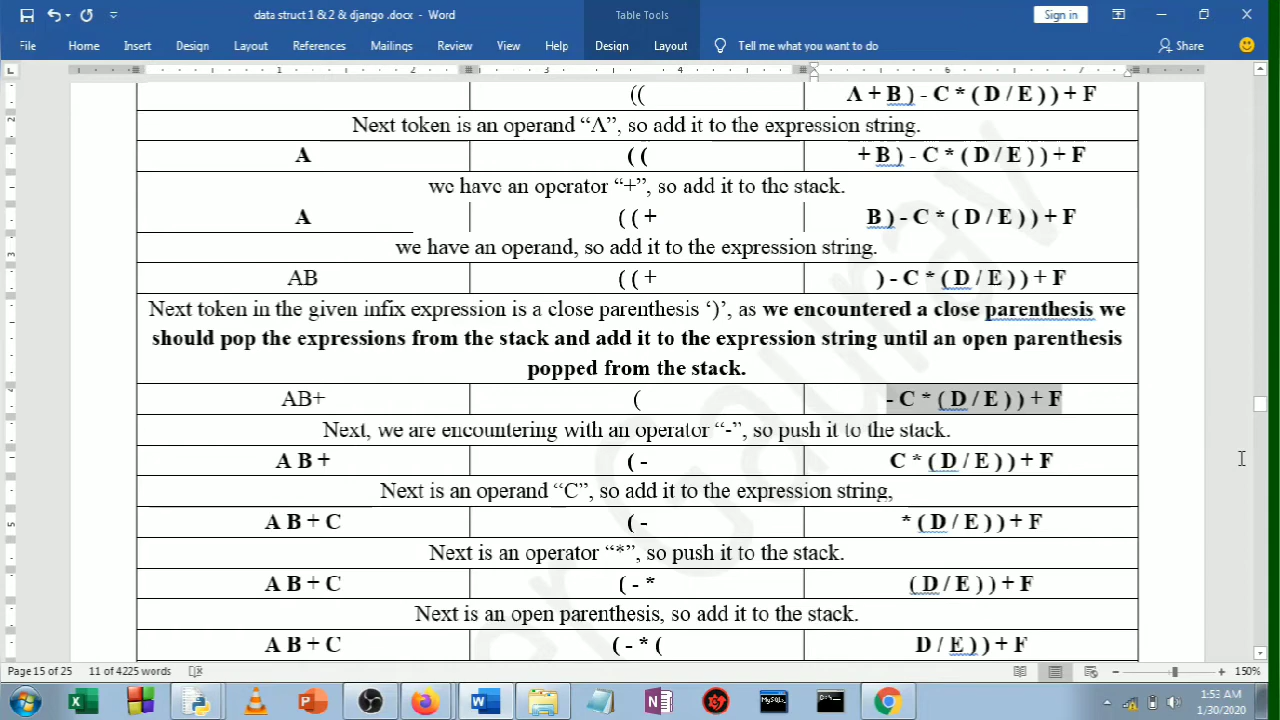 data struct 1 & 2 & django .docx - Word
Table Tools
Sign in
File Home Insert Design Layout References Mailings Review View Help Design Layout Tell me what you want to do Share
1 2 3 4 6 7
(( A + B ) - C * ( D / E ) ) + F
Next token is an operand “A”, so add it to the expression string.
A ( ( + B ) - C * ( D / E ) ) + F
we have an operator “+”, so add it to the stack.
A ( ( + B ) - C * ( D / E ) ) + F
we have an operand, so add it to the expression string.
AB ( ( + ) - C * ( D / E ) ) + F
Next token in the given infix expression is a close parenthesis ‘)’, as we encountered a close parenthesis we
should pop the expressions from the stack and add it to the expression string until an open parenthesis
popped from the stack.
AB+ ( - C * ( D / E ) ) + F
Next, we are encountering with an operator “-”, so push it to the stack.
A B + ( - C * ( D / E ) ) + F
Next is an operand “C”, so add it to the expression string,
A B + C ( - * ( D / E ) ) + F
Next is an operator “*”, so push it to the stack.
A B + C ( - * ( D / E ) ) + F
Next is an open parenthesis, so add it to the stack.
A B + C ( - * ( D / E ) ) + F
Page 15 of 25 11 of 4225 words 150%
1:53 AM
1/30/2020